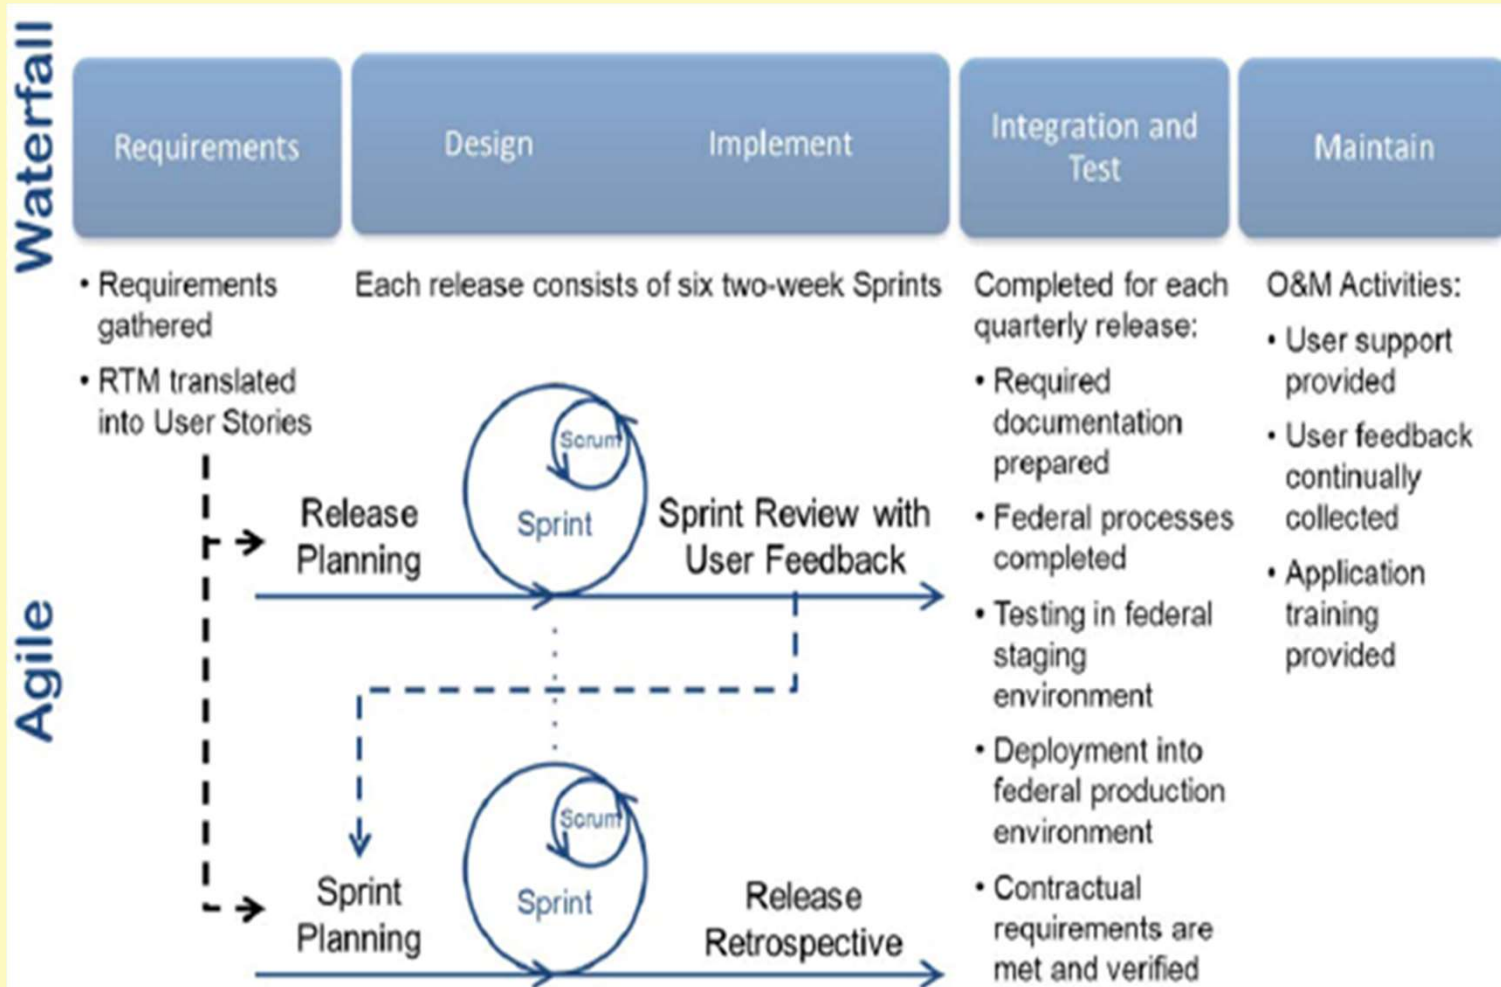 Waterfall
Requirements
Design
Implement
Integration and
Test
Maintain
• Requirements
gathered
• RTM translated
into User Stories
Each release consists of six two-week Sprints
Completed for each
quarterly release:
• Required
documentation
prepared
• Federal processes
completed
• Testing in federal
staging
environment
• Deployment into
federal production
environment
• Contractual
requirements are
met and verified
O&M Activities:
• User support
provided
• User feedback
continually
collected
• Application
training
provided
Agile
Release
Planning
Scrum
Sprint
Sprint Review with
User Feedback
Sprint
Planning
Scrum
Sprint
Release
Retrospective